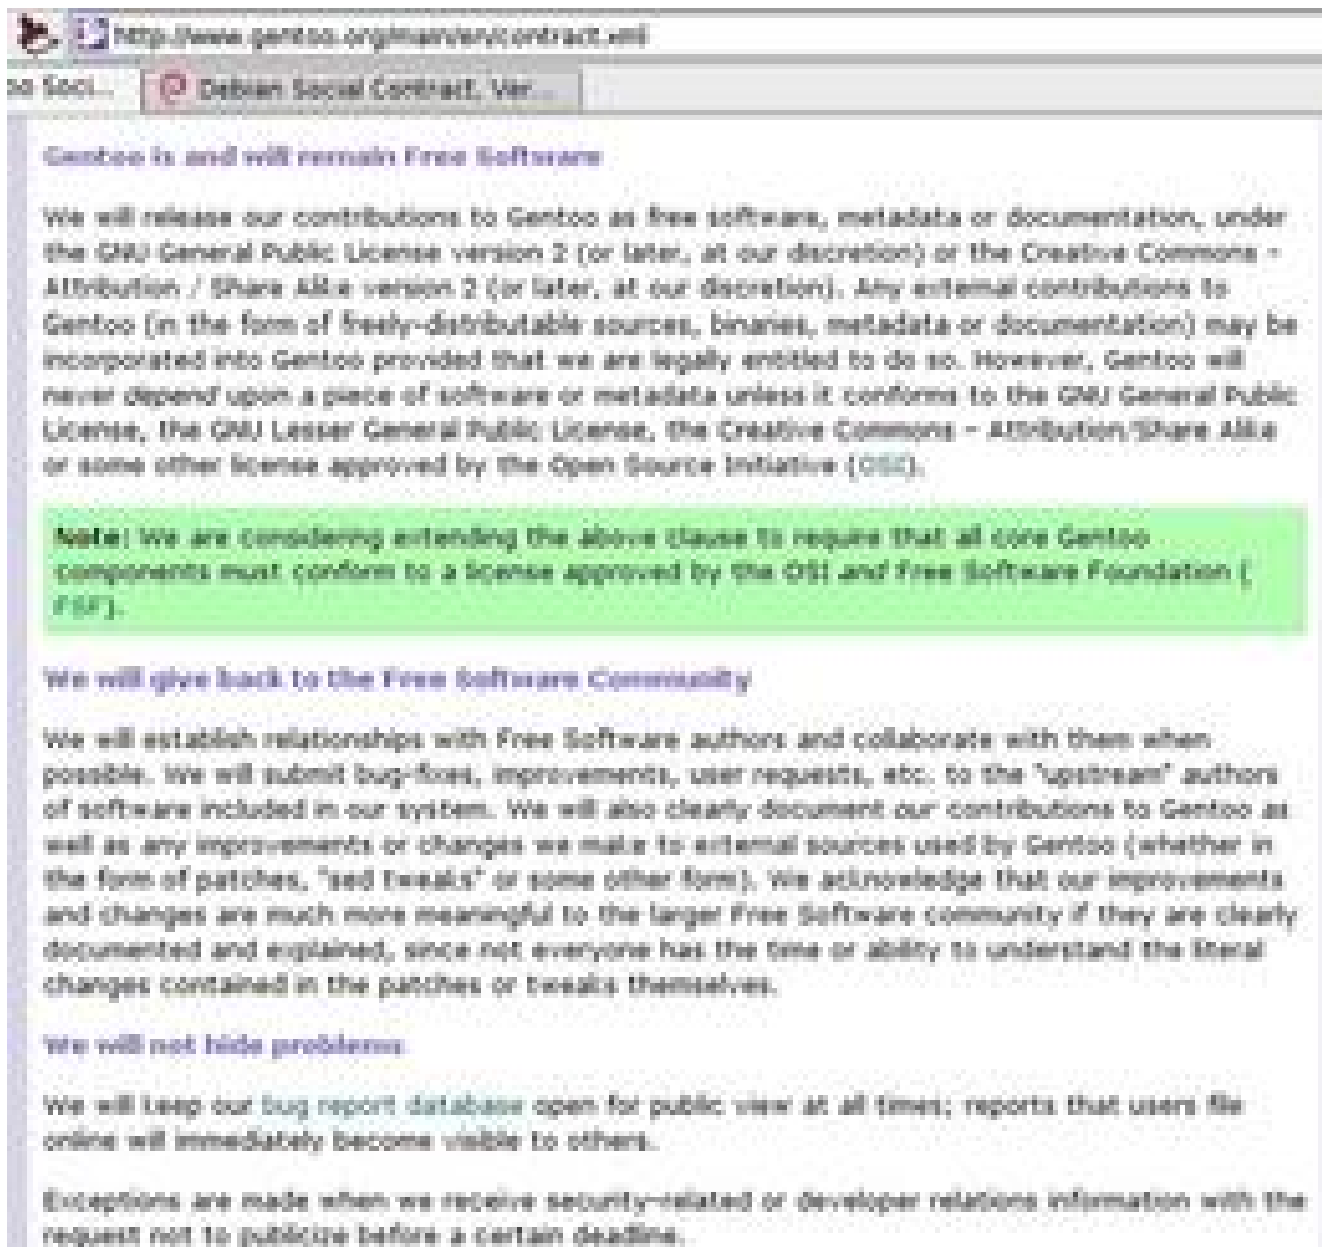 http://www.gentoo.org/main/en/contract.xml
oo Soci... Debian Social Contract, Ver...
Gentoo is and will remain Free Software
We will release our contributions to Gentoo as free software, metadata or documentation, under
the GNU General Public License version 2 (or later, at our discretion) or the Creative Commons -
Attribution / Share Alike version 2 (or later, at our discretion). Any external contributions to
Gentoo (in the form of freely-distributable sources, binaries, metadata or documentation) may be
incorporated into Gentoo provided that we are legally entitled to do so. However, Gentoo will
never depend upon a piece of software or metadata unless it conforms to the GNU General Public
License, the GNU Lesser General Public License, the Creative Commons - Attribution/Share Alike
or some other license approved by the Open Source Initiative (OSI).
Note: We are considering extending the above clause to require that all core Gentoo
components must conform to a license approved by the OSI and Free Software Foundation (
FSF).
We will give back to the Free Software Community
We will establish relationships with Free Software authors and collaborate with them when
possible. We will submit bug-fixes, improvements, user requests, etc. to the "upstream" authors
of software included in our system. We will also clearly document our contributions to Gentoo as
well as any improvements or changes we make to external sources used by Gentoo (whether in
the form of patches, "sed tweaks" or some other form). We acknowledge that our improvements
and changes are much more meaningful to the larger Free Software community if they are clearly
documented and explained, since not everyone has the time or ability to understand the literal
changes contained in the patches or tweaks themselves.
We will not hide problems
We will keep our bug report database open for public view at all times; reports that users file
online will immediately become visible to others.
Exceptions are made when we receive security-related or developer relations information with the
request not to publicize before a certain deadline.